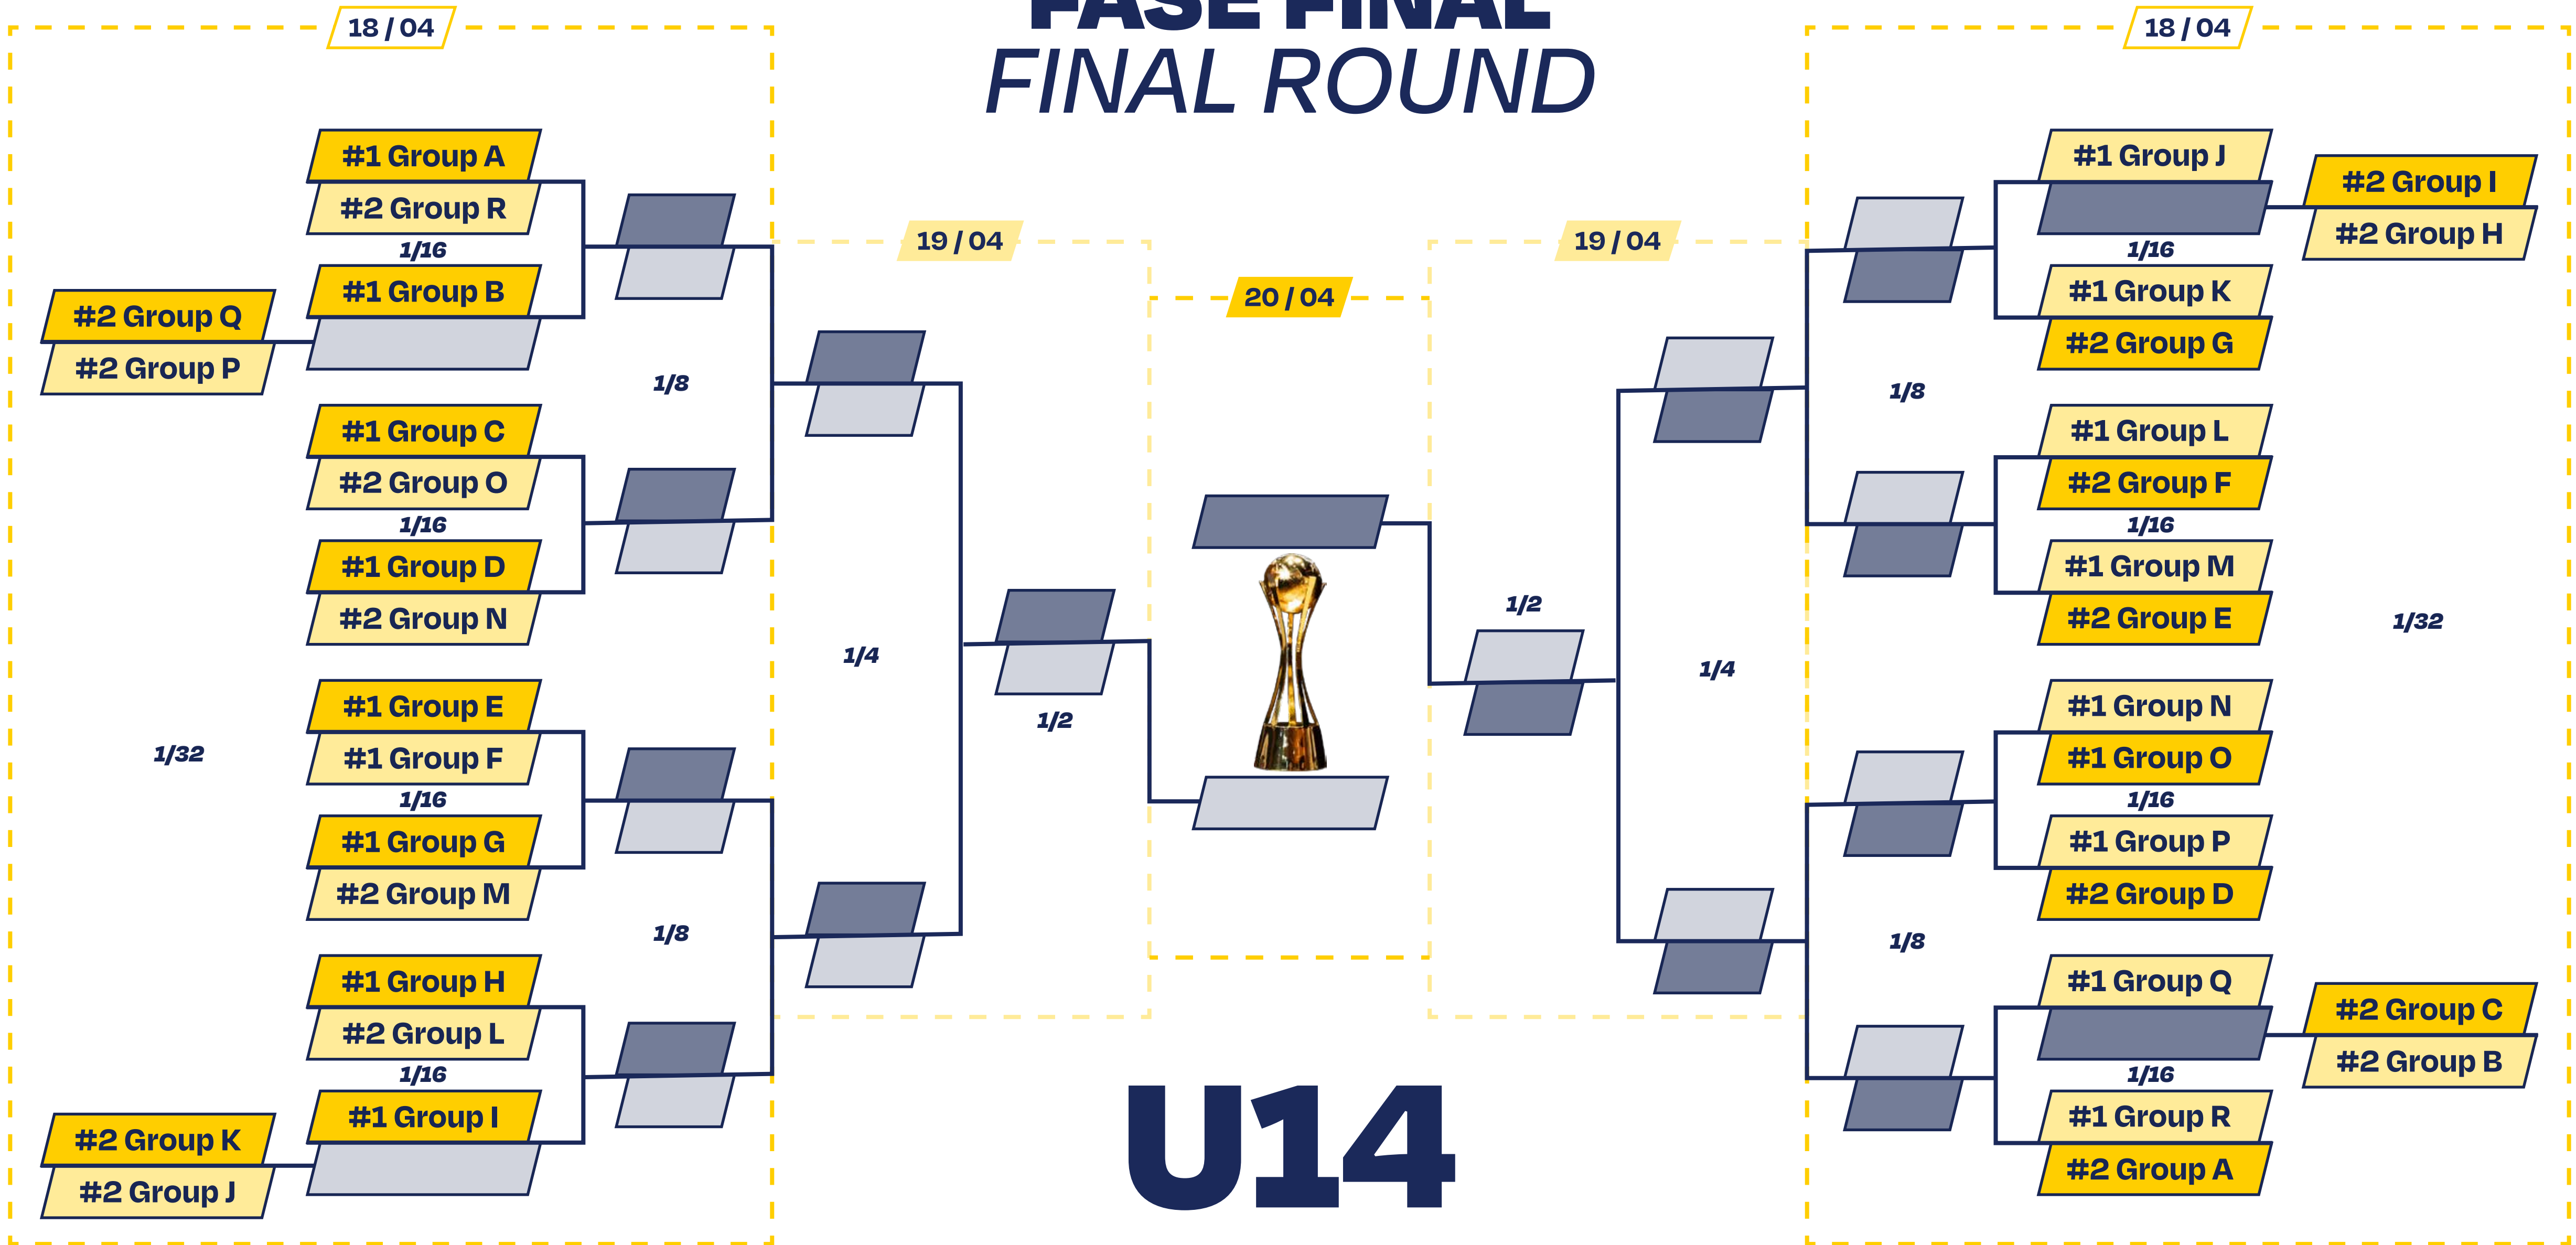 FASE FINAL
FINAL ROUND
18 / 04
#1 Group A
#2 Group R
1/16
#1 Group B
#2 Group Q
#2 Group P
#1 Group C
#2 Group O
1/16
#1 Group D
#2 Group N
1/8
1/32
#1 Group E
#1 Group F
1/16
#1 Group G
#2 Group M
#1 Group H
#2 Group L
1/16
#1 Group I
#2 Group K
#2 Group J
1/8
19 / 04
1/4
1/2
20 / 04
19 / 04
1/2
1/4
18 / 04
#1 Group J
#2 Group I
#2 Group H
1/16
#1 Group K
#2 Group G
1/8
#1 Group L
#2 Group F
1/16
#1 Group M
#2 Group E
1/32
#1 Group N
#1 Group O
1/16
#1 Group P
#2 Group D
1/8
#1 Group Q
#2 Group C
#2 Group B
1/16
#1 Group R
#2 Group A
U14